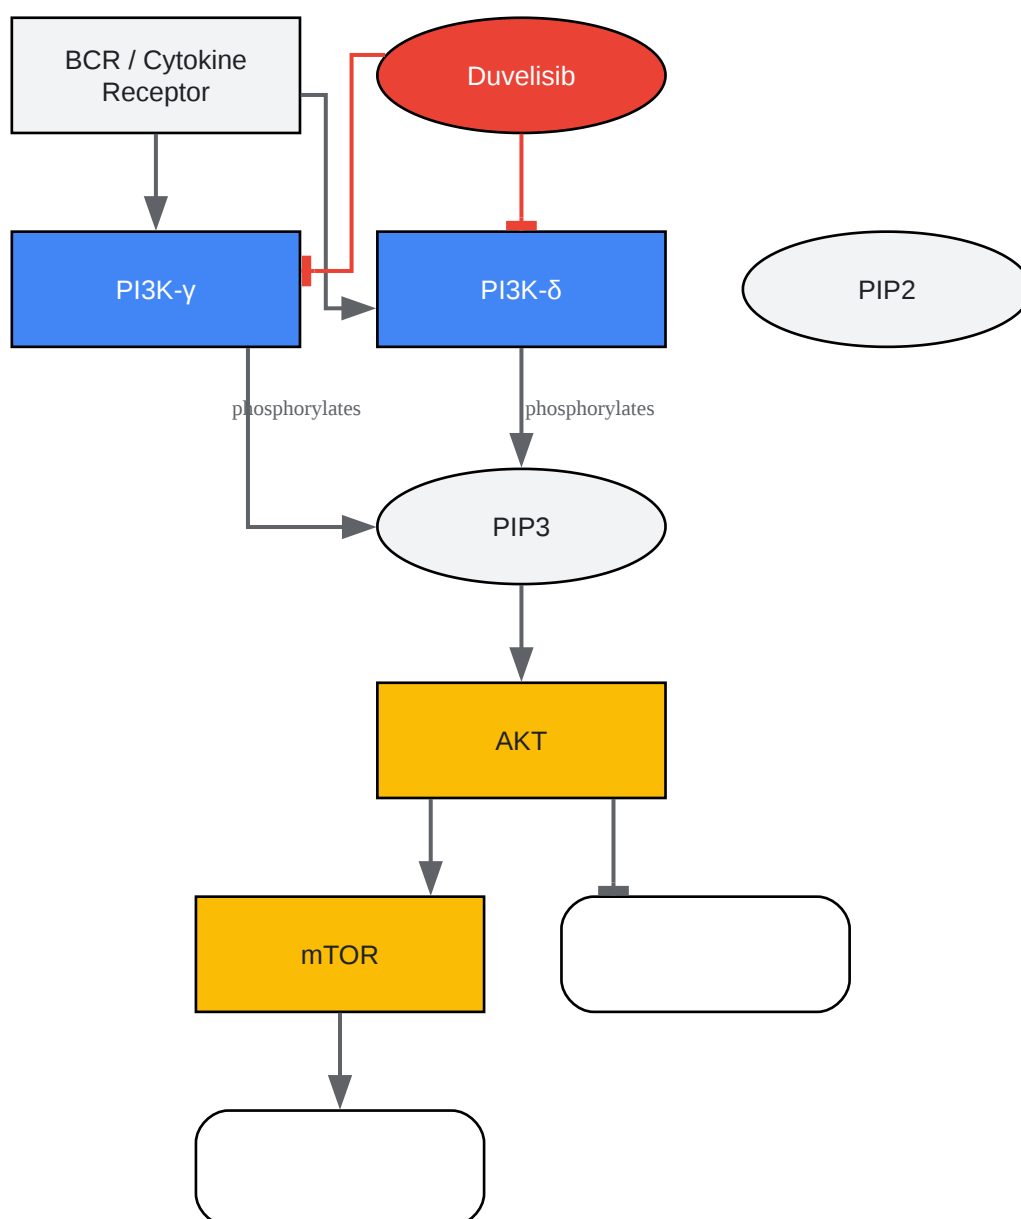 BCR / Cytokine
Receptor
Duvelisib
PI3K-γ
PI3K-δ
PIP2
phosphorylates
phosphorylates
PIP3
AKT
mTOR